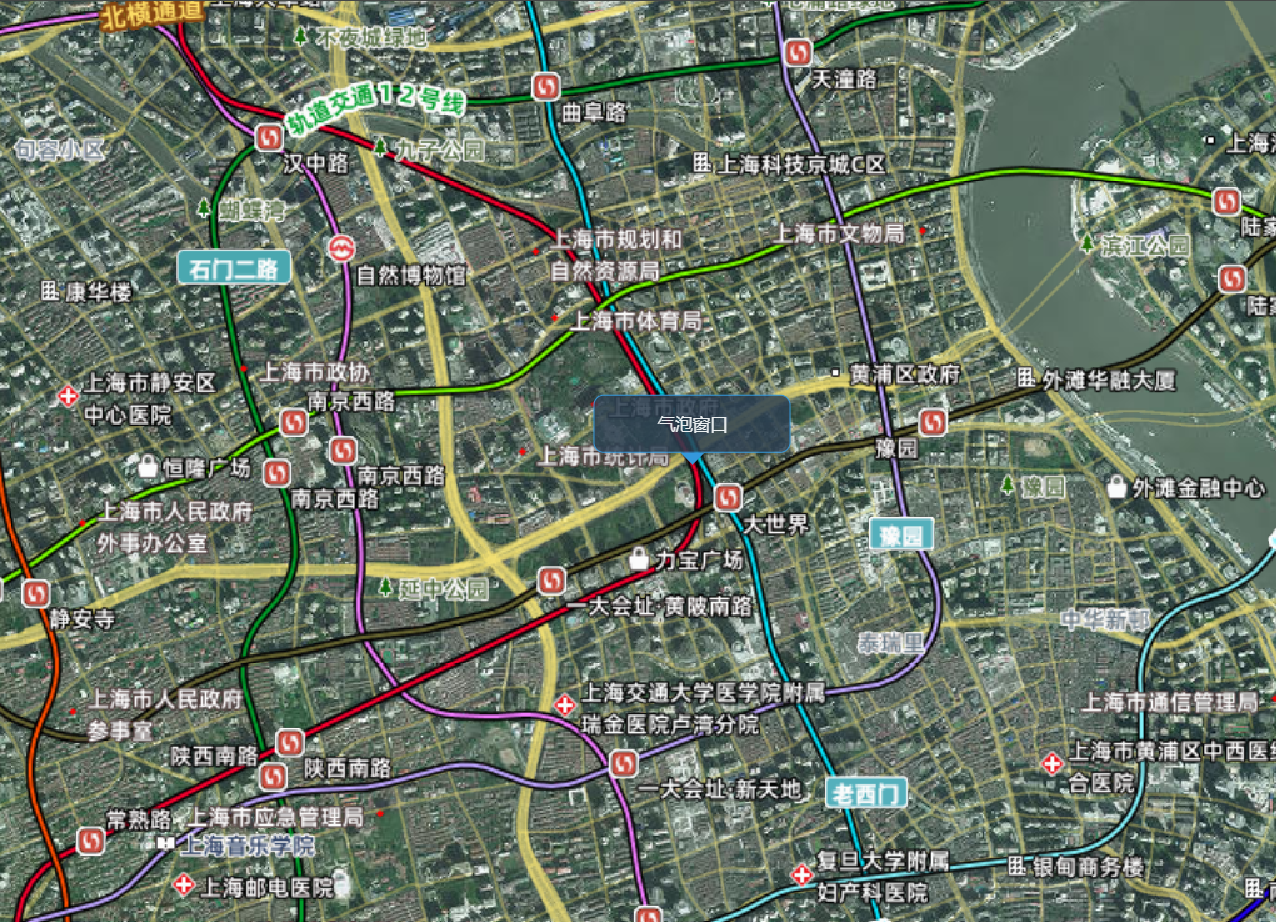 北横通道
不夜城绿地
天潼路
曲阜路
轨道交通12号线
汉中路
九子公园
句容小区
上海科技京城C区
上海
蝴蝶湾
陆家
上海市规划和
自然资源局
上海市文物局
滨江公园
石门二路
自然博物馆
康华楼
陆家
上海市体育局
上海市政协
上海市静安区
中心医院
黄浦区政府
外滩华融大厦
南京西路
上海市政府
气泡窗口
豫园
上海市统计局
恒隆广场
南京西路
南京西路
豫园
外滩金融中心
上海市人民政府
外事办公室
大世界
豫园
力宝广场
延中公园
静安寺
一大会址·黄陂南路
中华新邨
泰瑞里
上海市人民政府
参事室
上海交通大学医学院附属
瑞金医院卢湾分院
上海市通信管理局
陕西南路
陕西南路
上海市黄浦区中西医结
合医院
一大会址·新天地
老西门
常熟路
上海市应急管理局
上海音乐学院
复旦大学附属
妇产科医院
银甸商务楼
上海邮电医院